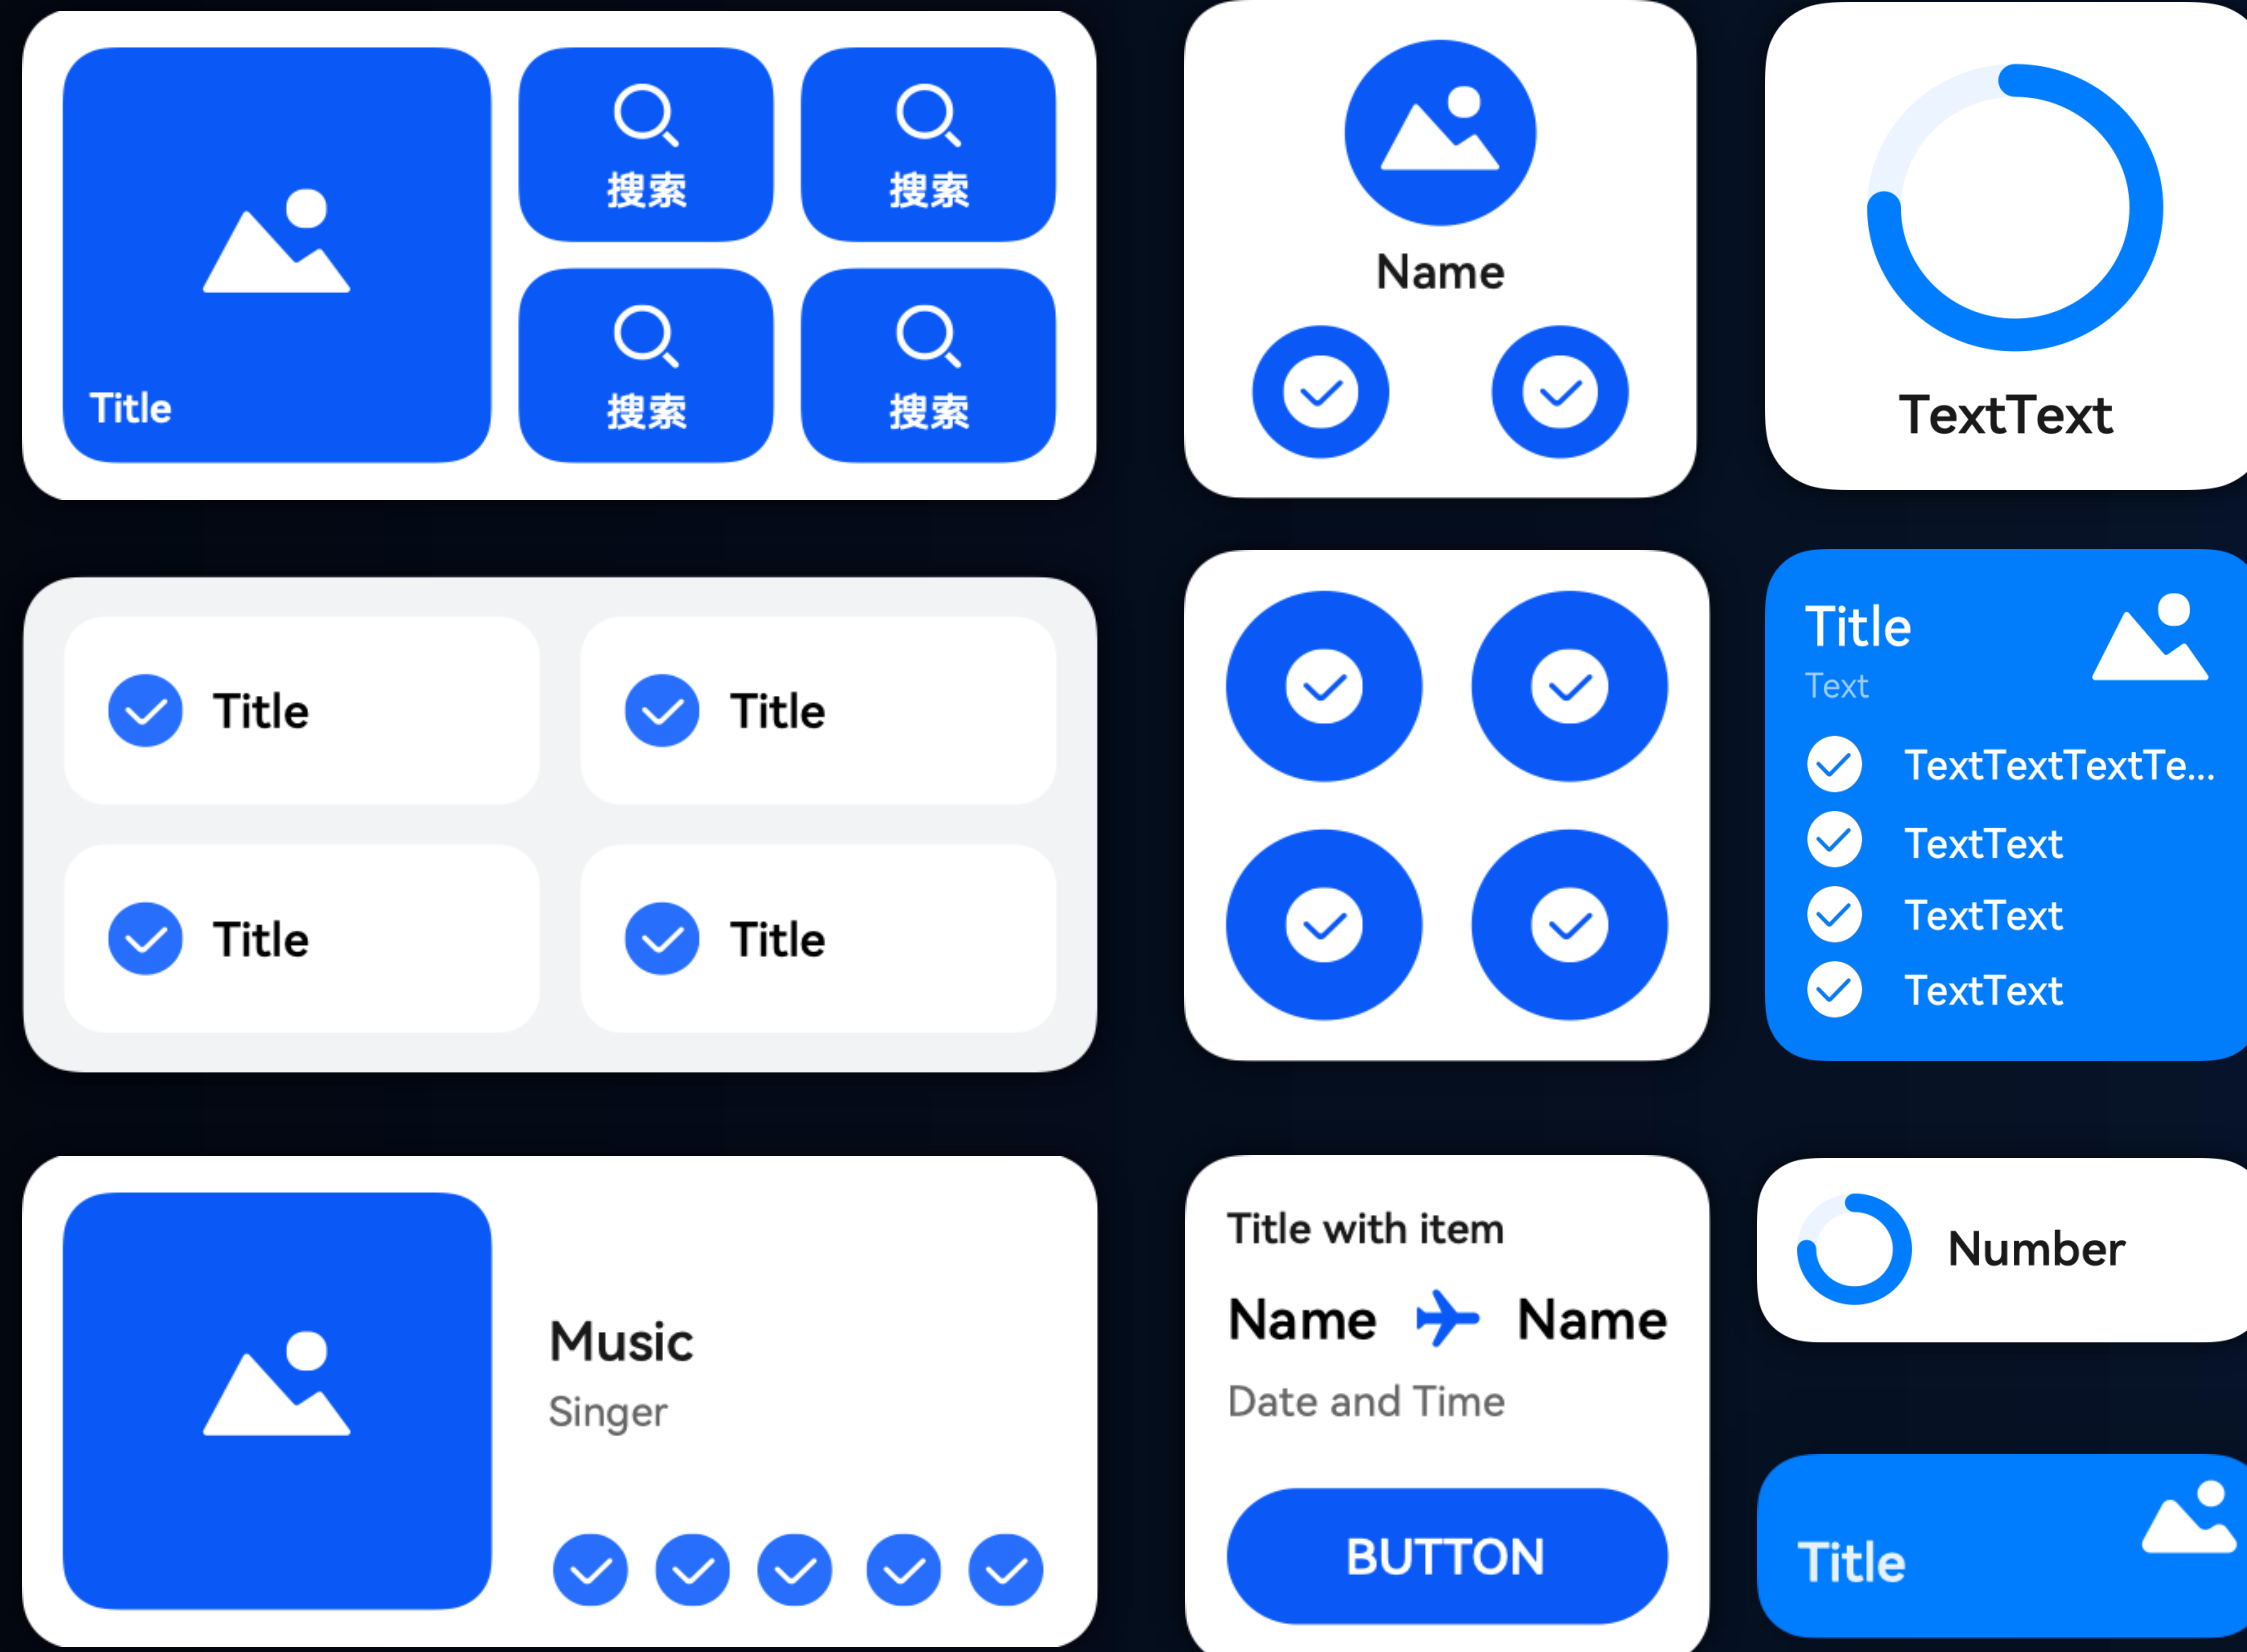 搜索
搜索
Title
搜索
搜索
Name
TextText
Title
Title
Title
Title
Title
Text
TextTextTextTe...
TextText
TextText
TextText
Music
Singer
Title with item
Name Name
Date and Time
BUTTON
Number
Title